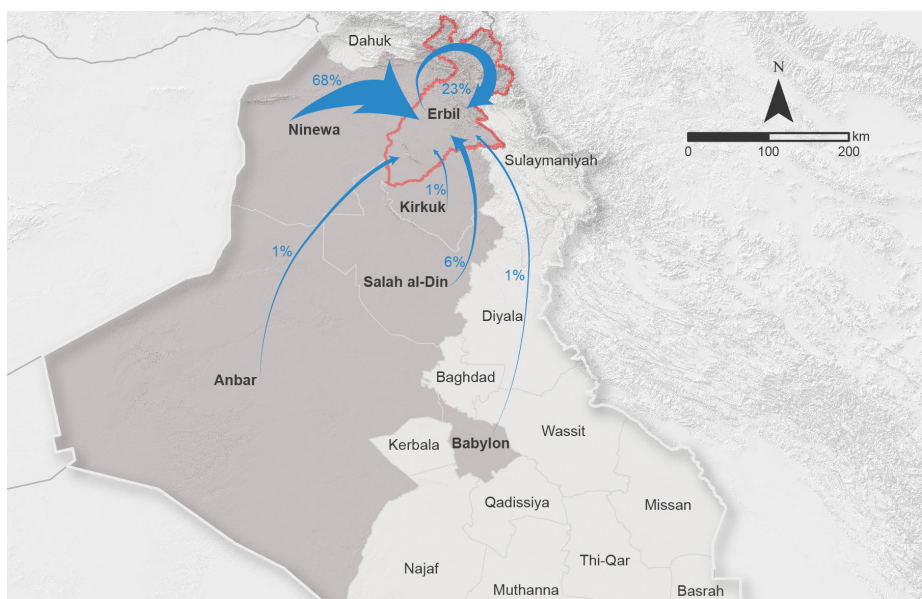 Dahuk
N
68%
23%
Erbil
Ninewa
km
0 100 200
Sulaymaniyah
1%
Kirkuk
1%
6%
1%
Salah al-Din
Diyala
Anbar
Baghdad
Kerbala
Babylon
Wassit
Qadissiya
Missan
Najaf
Thi-Qar
Muthanna
Basrah